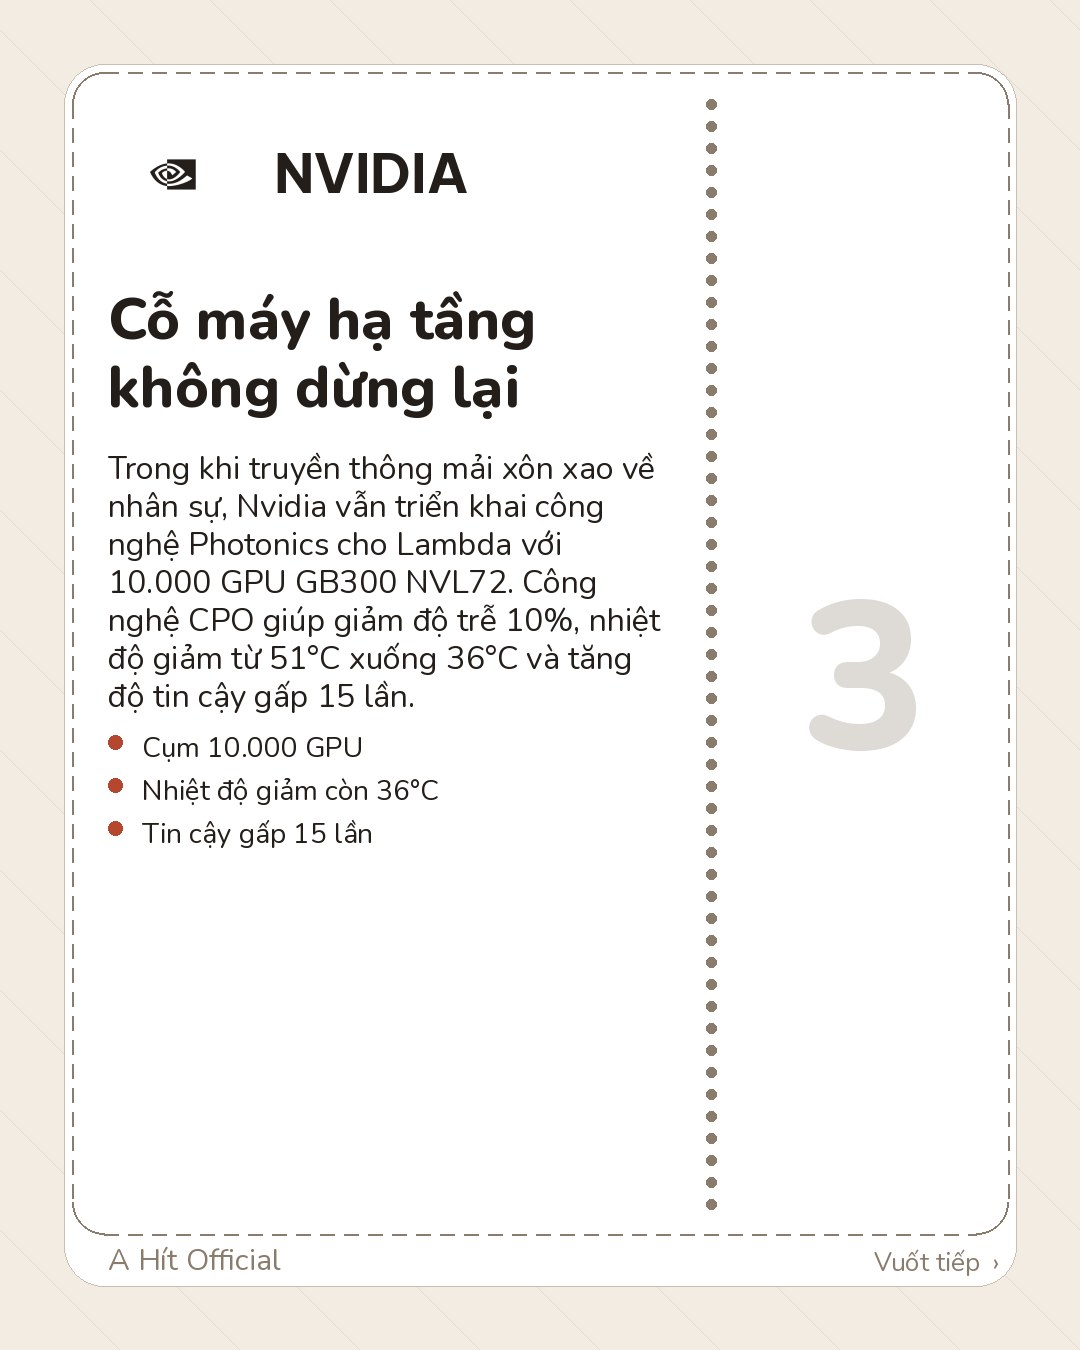 NVIDIA
Cỗ máy hạ tầng
không dừng lại
Trong khi truyền thông mải xôn xao về
nhân sự, Nvidia vẫn triển khai công
nghệ Photonics cho Lambda với
10.000 GPU GB300 NVL72. Công
nghệ CPO giúp giảm độ trễ 10%, nhiệt
độ giảm từ 51°C xuống 36°C và tăng
độ tin cậy gấp 15 lần.
Cụm 10.000 GPU
Nhiệt độ giảm còn 36°C
Tin cậy gấp 15 lần
3
A Hít Official
Vuốt tiếp ›